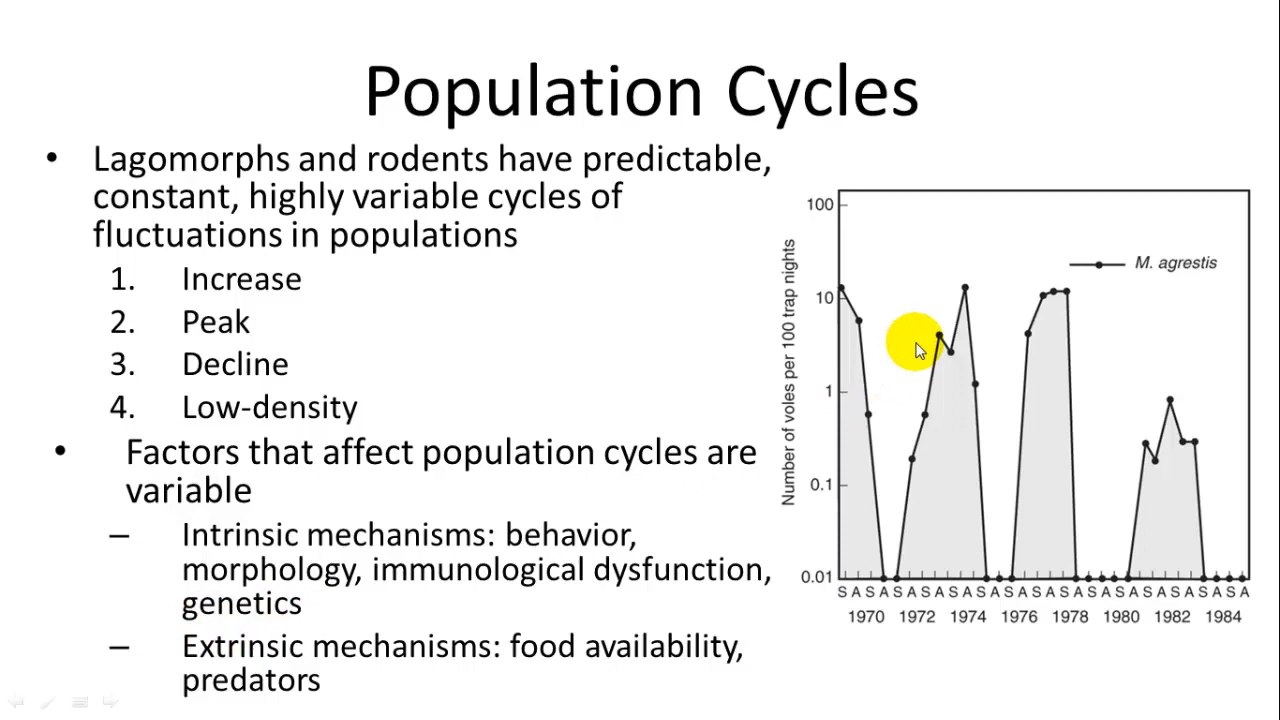 Population Cycles
• Lagomorphs and rodents have predictable,
constant, highly variable cycles of
fluctuations in populations
1. Increase
2. Peak
3. Decline
4. Low-density
• Factors that affect population cycles are
variable
– Intrinsic mechanisms: behavior,
morphology, immunological dysfunction,
genetics
– Extrinsic mechanisms: food availability,
predators
Number of voles per 100 trap nights
100
10
1
0.1
0.01
M. agrestis
S A S A S A S A S A S A S A S A S A S A S A S A S A S A S A S A
1970 1972 1974 1976 1978 1980 1982 1984